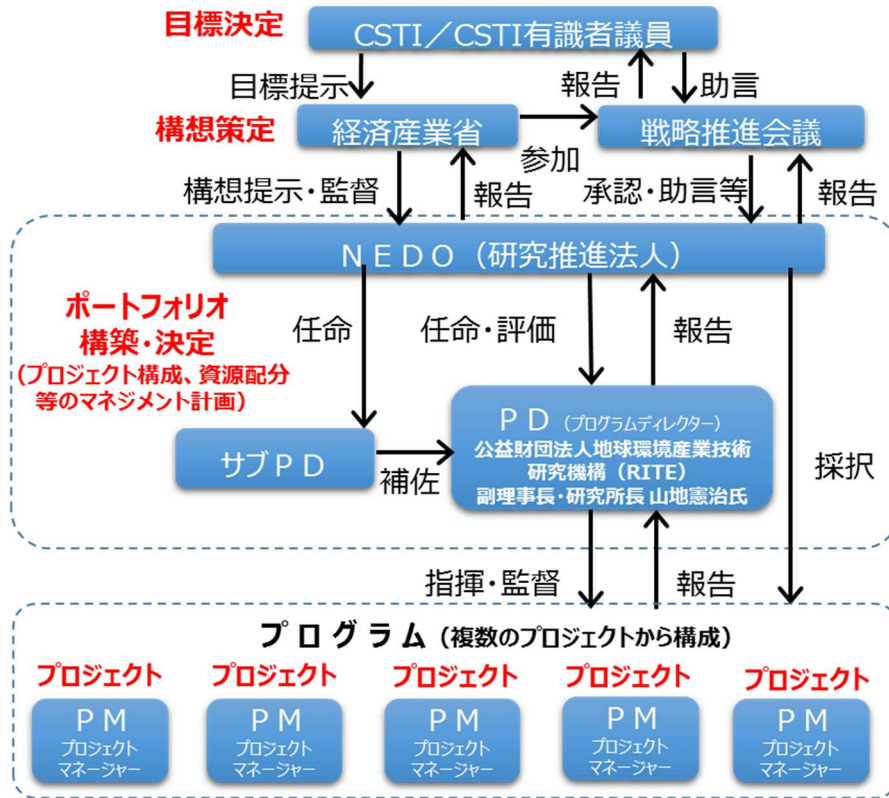 目標決定
CSTI／CSTI有識者議員
目標提示
報告
助言
構想策定
経済産業省
参加
戦略推進会議
構想提示・監督
報告
承認・助言等
報告
ＮＥＤＯ（研究推進法人）
ポートフォリオ
構築・決定
（プロジェクト構成、資源配分
等のマネジメント計画）
任命
任命・評価
報告
採択
サブＰＤ
補佐
ＰＤ（プログラムディレクター）
公益財団法人地球環境産業技術
研究機構（RITE）
副理事長・研究所長 山地憲治氏
指揮・監督
報告
プログラム（複数のプロジェクトから構成）
プロジェクト
プロジェクト
プロジェクト
プロジェクト
プロジェクト
ＰＭ
プロジェクト
マネージャー
ＰＭ
プロジェクト
マネージャー
ＰＭ
プロジェクト
マネージャー
ＰＭ
プロジェクト
マネージャー
ＰＭ
プロジェクト
マネージャー